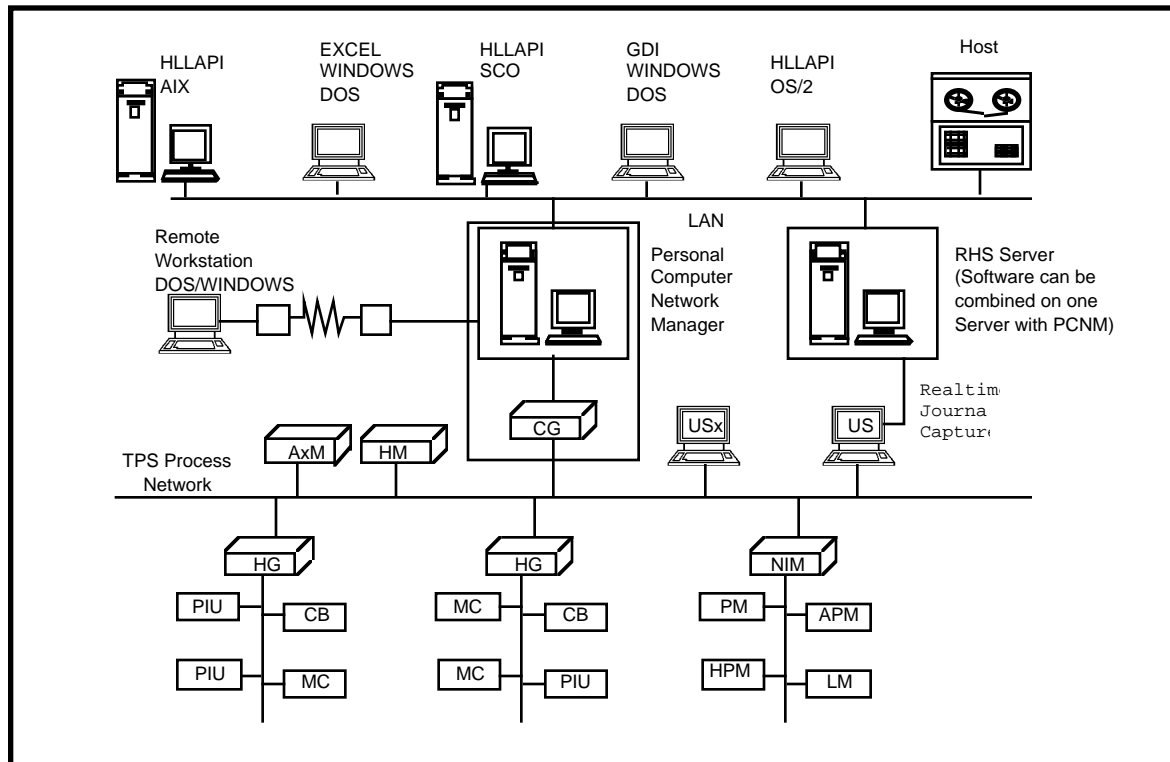 HLLAPI
AIX
EXCEL
WINDOWS
DOS
HLLAPI
SCO
GDI
WINDOWS
DOS
HLLAPI
OS/2
Host
LAN
Remote
Workstation
DOS/WINDOWS
Personal
Computer
Network
Manager
RHS Server
(Software can be
combined on one
Server with PCNM)
Realtim
Journa
Capture
CG
USx
US
AxM
HM
TPS Process
Network
HG
HG
NIM
PIU
CB
MC
CB
PM
APM
PIU
MC
MC
PIU
HPM
LM